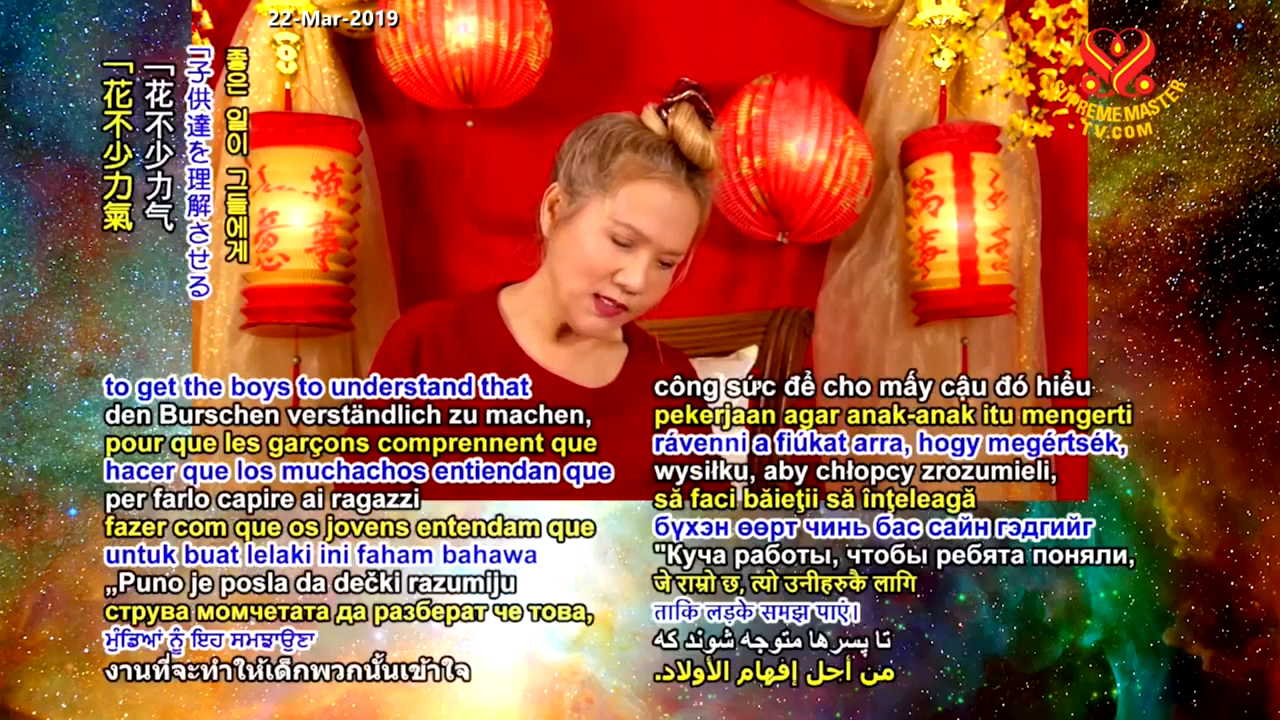 22-Mar-2019
SUPREME MASTER
TV.COM
좋은 일이 그들에게
「子供達を理解させる
「花不少力气
「花不少力氣
萬事
萬
to get the boys to understand that
den Burschen verständlich zu machen,
pour que les garçons comprennent que
hacer que los muchachos entiendan que
per farlo capire ai ragazzi
fazer com que os jovens entendam que
untuk buat lelaki ini faham bahawa
„Puno je posla da dečki razumiju
струва момчетата да разберат че това,
ਮੁੰਡਿਆਂ ਨੂੰ ਇਹ ਸਮਝਾਉਣਾ
งานที่จะทำให้เด็กพวกนั้นเข้าใจ
công sức để cho mấy cậu đó hiểu
pekerjaan agar anak-anak itu mengerti
rávenni a fiúkat arra, hogy megértsék,
wysiłku, aby chłopcy zrozumieli,
să faci băieţii să înţeleagă
бүхэн өөрт чинь бас сайн гэдгийг
"Куча работы, чтобы ребята поняли,
जे राम्रो छ, त्यो उनीहरुकै लागि
ताकि लड़के समझ पाएं।
تا پسرها متوجه شوند که
من أجل إفهام الأولاد.